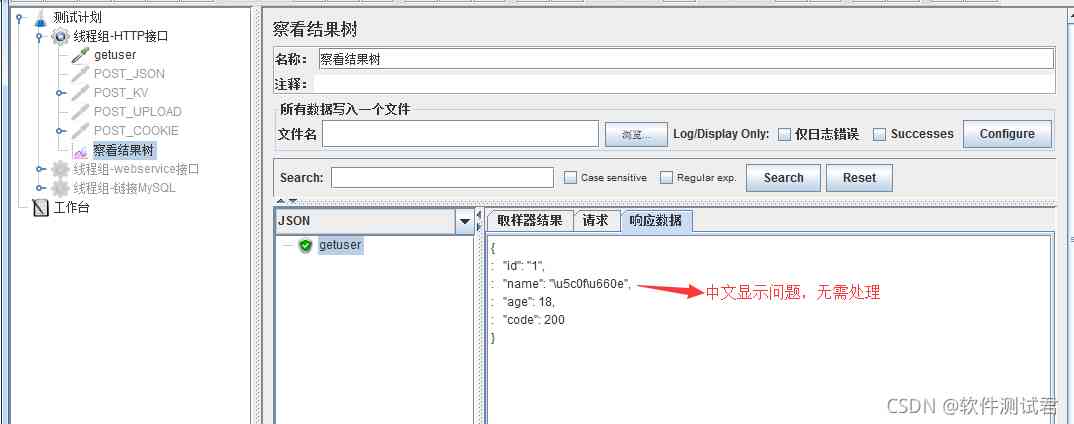 测试计划
线程组-HTTP接口
getuser
POST_JSON
POST_KV
POST_UPLOAD
POST_COOKIE
察看结果树
线程组-webservice接口
线程组-链接MySQL
工作台
察看结果树
名称： 察看结果树
注释：
所有数据写入一个文件
文件名 浏览... Log/Display Only: 仅日志错误 Successes Configure
Search: Case sensitive Regular exp. Search Reset
JSON
getuser
取样器结果 请求 响应数据
{
: "id": "1",
: "name": "\u5c0f\u660e", 中文显示问题，无需处理
: "age": 18,
: "code": 200
}
CSDN @软件测试君